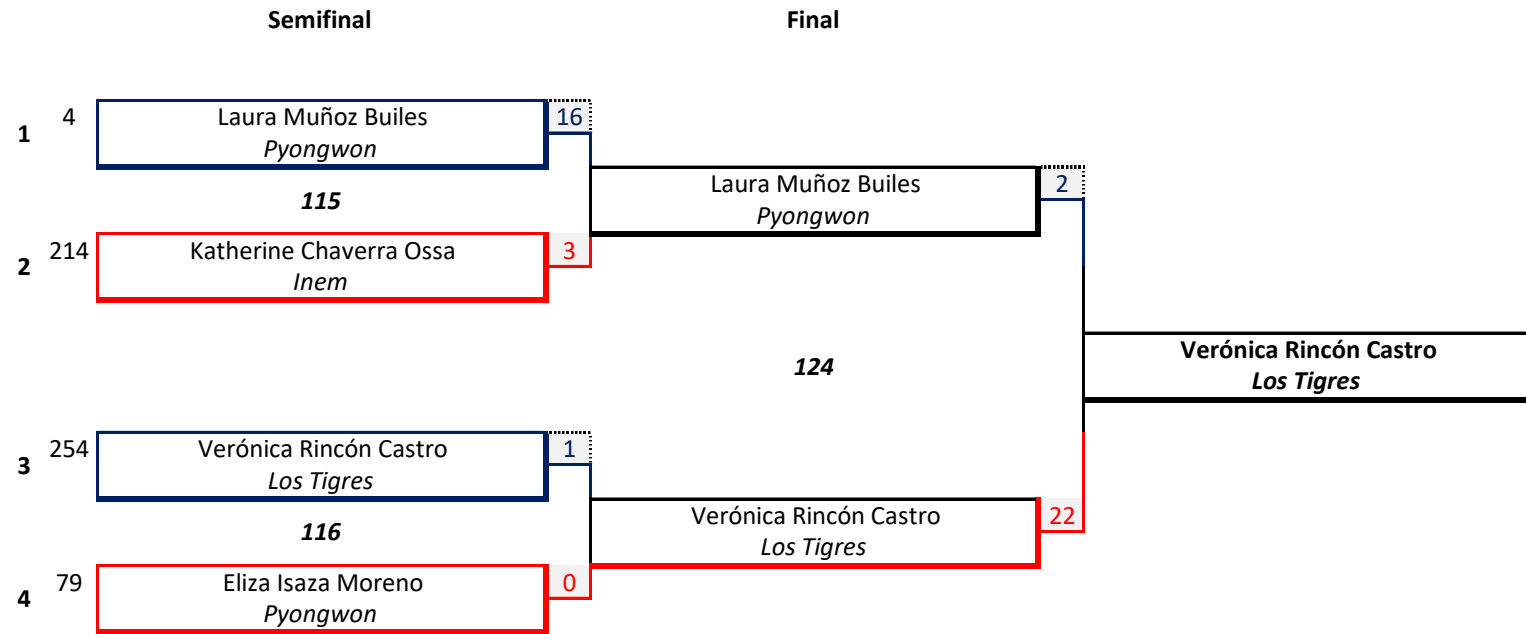 Semifinal Final
1 4 Laura Muñoz Builes 16
Pyongwon
115
2 214 Katherine Chaverra Ossa 3
Inem
Laura Muñoz Builes 2
Pyongwon
124
Verónica Rincón Castro
Los Tigres
3 254 Verónica Rincón Castro 1
Los Tigres
116
4 79 Eliza Isaza Moreno 0
Pyongwon
Verónica Rincón Castro 22
Los Tigres